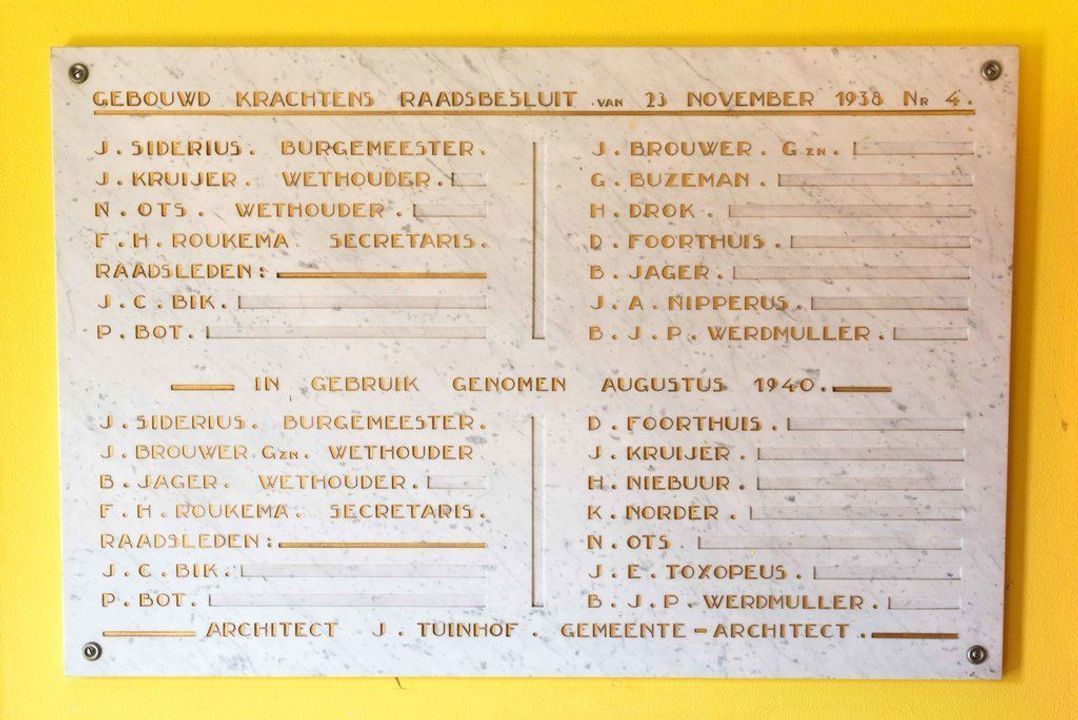 GEBOUWD KRACHTENS RAADSBESLUIT VAN 23 NOVEMBER 1938 NR 4.
J. SIDERIUS. BURGEMEESTER.
J. KRUIJER. WETHOUDER.
N. OTS. WETHOUDER.
F. H. ROUKEMA. SECRETARIS.
RAADSLEDEN:
J. C. BIK.
P. BOT.
J. BROUWER. GZN.
G. BUZEMAN.
H. DROK.
D. FOORTHUIS.
B. JAGER.
J. A. NIPPERUS.
B. J. P. WERDMULLER.
IN GEBRUIK GENOMEN AUGUSTUS 1940.
J. SIDERIUS. BURGEMEESTER.
J. BROUWER. GZN. WETHOUDER
B. JAGER. WETHOUDER.
F. H. ROUKEMA. SECRETARIS.
RAADSLEDEN:
J. C. BIK.
P. BOT.
D. FOORTHUIS.
J. KRUIJER.
H. NIEBUUR.
K. NORDER.
N. OTS
J. E. TOXOPEUS.
B. J. P. WERDMULLER.
ARCHITECT J. TUINHOF. GEMEENTE-ARCHITECT.